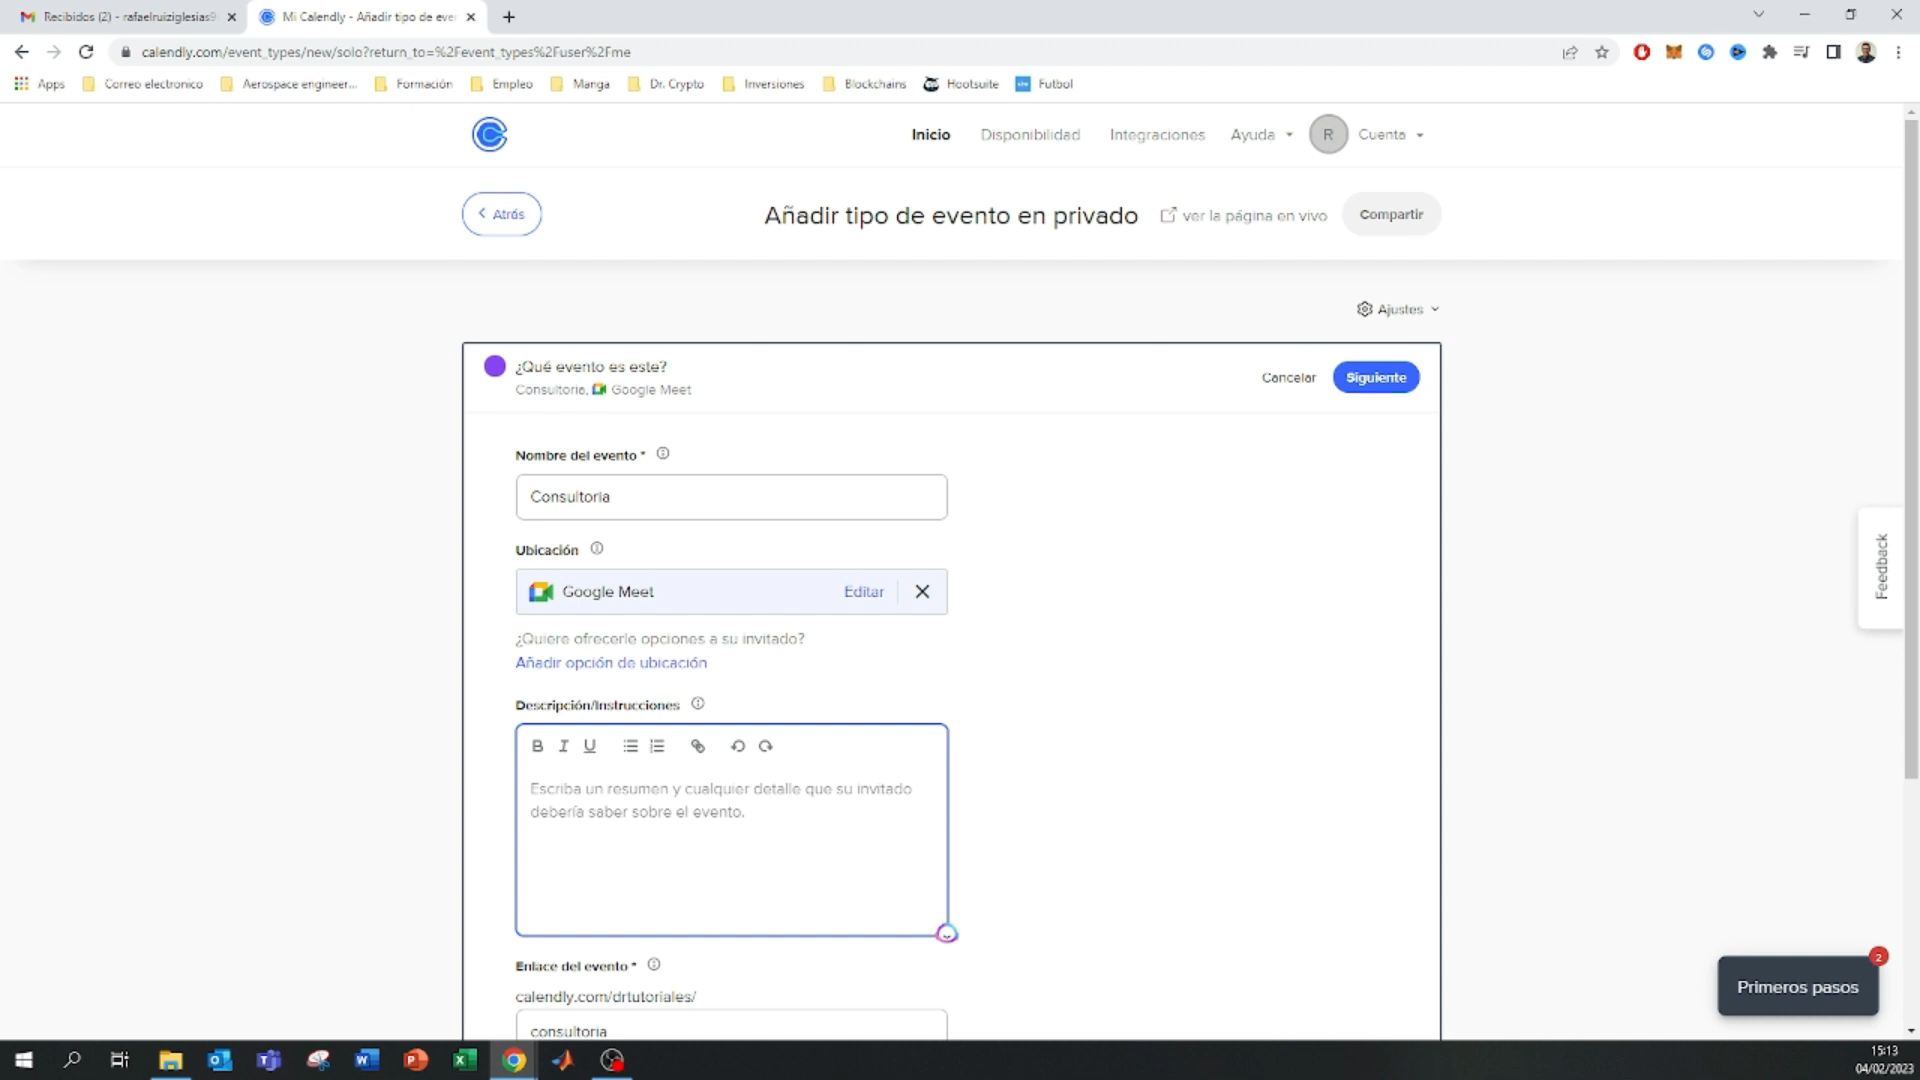 Recibidos (2) - rafaelruiziglesias9
Mi Calendly - Añadir tipo de eve
calendly.com/event_types/new/solo?return_to=%2Fevent_types%2Fuser%2Fme
Apps
Correo electronico
Aerospace engineer...
Formación
Empleo
Manga
Dr. Crypto
Inversiones
Blockchains
Hootsuite
Futbol
Inicio
Disponibilidad
Integraciones
Ayuda
R
Cuenta
Atrás
Añadir tipo de evento en privado
ver la página en vivo
Compartir
Ajustes
¿Qué evento es este?
Consultoria, Google Meet
Cancelar
Siguiente
Nombre del evento *
Consultoria
Ubicación
Google Meet
Editar
¿Quiere ofrecerle opciones a su invitado?
Añadir opción de ubicación
Descripción/Instrucciones
B I U
Escriba un resumen y cualquier detalle que su invitado
debería saber sobre el evento.
Enlace del evento *
calendly.com/drtutoriales/
consultoria
Feedback
2
Primeros pasos
15:13
04/02/2023